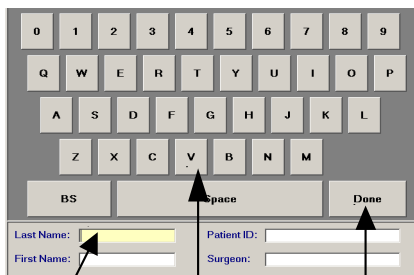 0 1 2 3 4 5 6 7 8 9
Q W E R T Y U I O P
A S D F G H J K L
Z X C V B N M
BS Space Done
Last Name: Patient ID:
First Name: Surgeon: